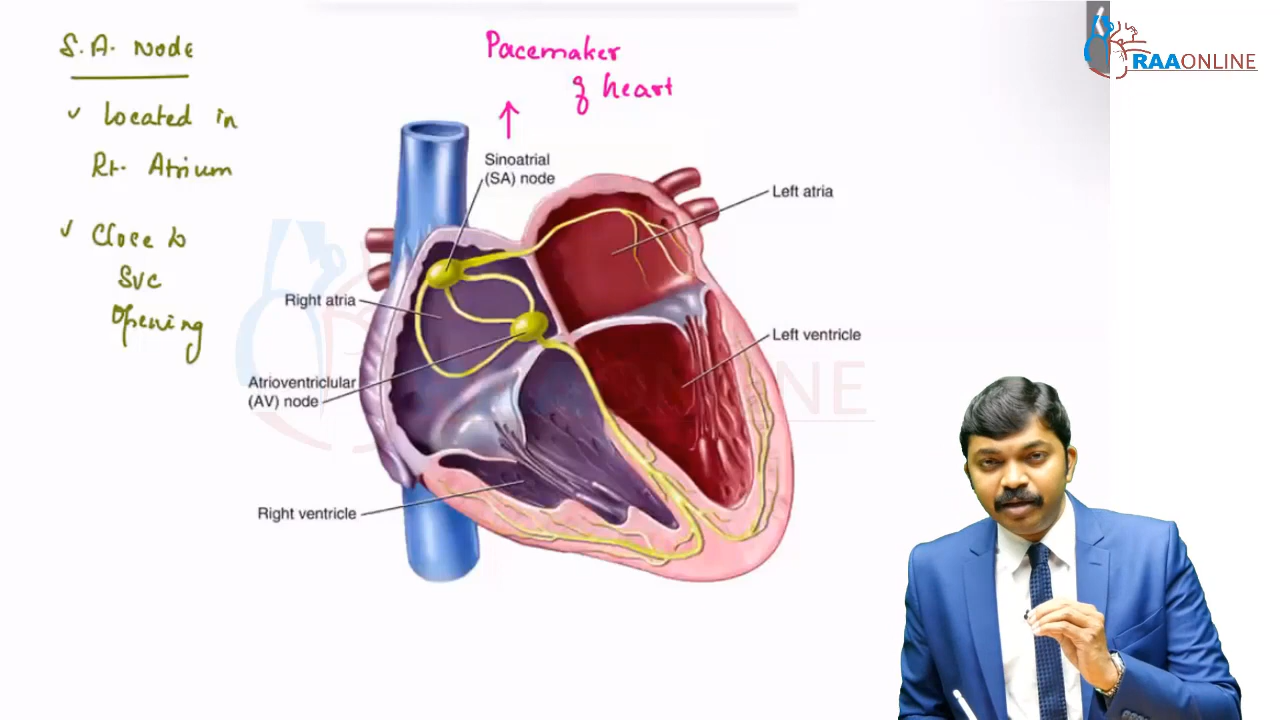 S.A. Node
✓ Located in
Rt. Atrium
✓ Close to
SVC
Opening
Pacemaker
of heart
Sinoatrial
(SA) node
Left atria
Right atria
Left ventricle
Atrioventriclular
(AV) node
Right ventricle
RAAONLINE